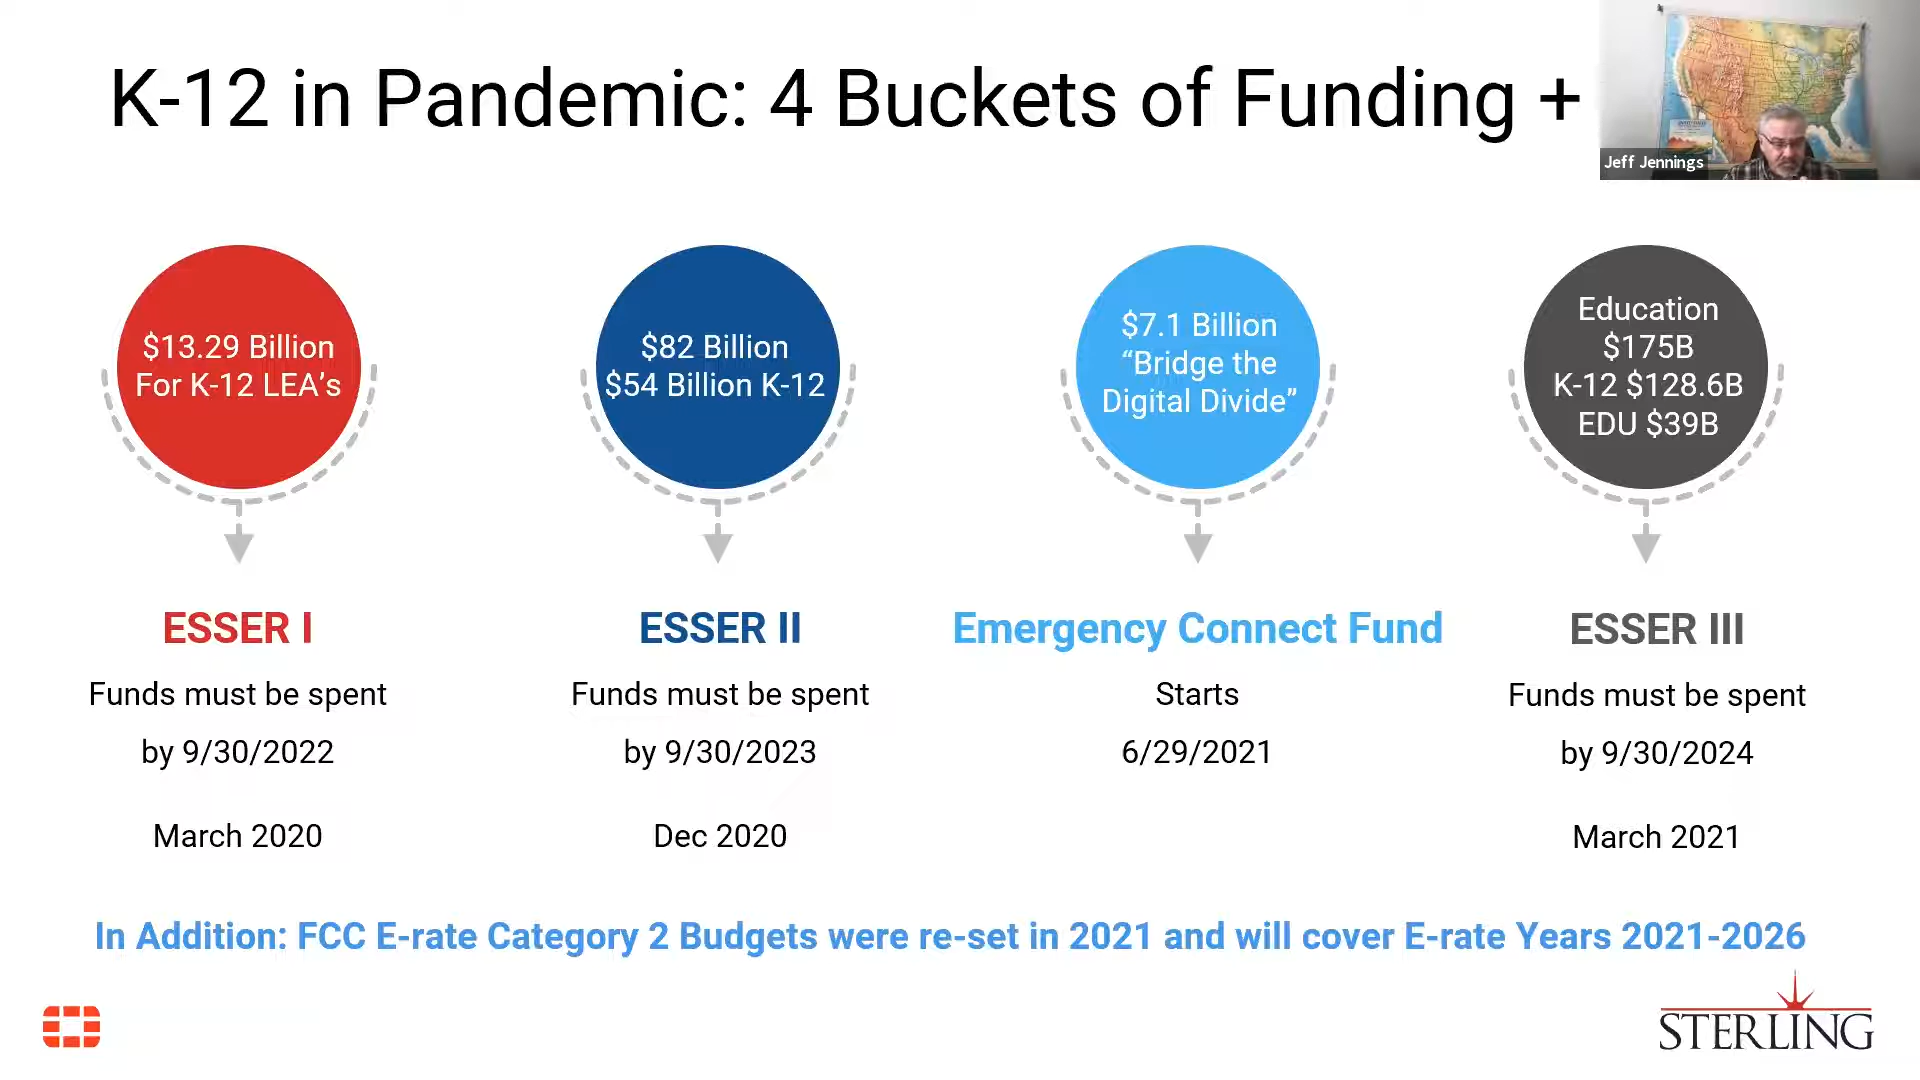 K-12 in Pandemic: 4 Buckets of Funding +
Jeff Jennings
$13.29 Billion
For K-12 LEA's
$82 Billion
$54 Billion K-12
$7.1 Billion
“Bridge the
Digital Divide”
Education
$175B
K-12 $128.6B
EDU $39B
ESSER I
Funds must be spent
by 9/30/2022
March 2020
ESSER II
Funds must be spent
by 9/30/2023
Dec 2020
Emergency Connect Fund
Starts
6/29/2021
ESSER III
Funds must be spent
by 9/30/2024
March 2021
In Addition: FCC E-rate Category 2 Budgets were re-set in 2021 and will cover E-rate Years 2021-2026
STERLING